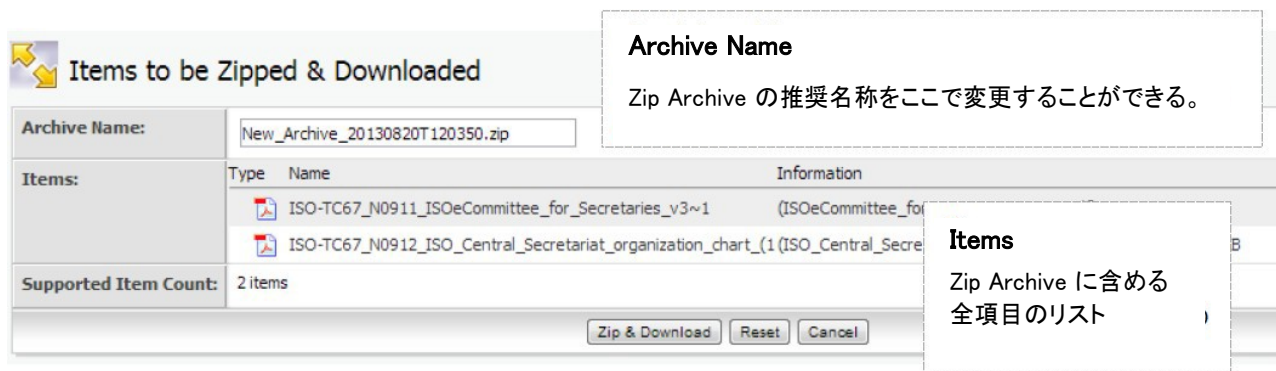 Archive Name
Zip Archive の推奨名称をここで変更することができる。
Items to be Zipped & Downloaded
Archive Name:
New_Archive_20130820T120350.zip
Items:
Type Name Information
ISO-TC67_N0911_ISOeCommittee_for_Secretaries_v3~1 (ISOeCommittee_for
ISO-TC67_N0912_ISO_Central_Secretariat_organization_chart_(1 (ISO_Central_Secre B
Items
Zip Archive に含める
全項目のリスト
Supported Item Count: 2 items
Zip & Download Reset Cancel